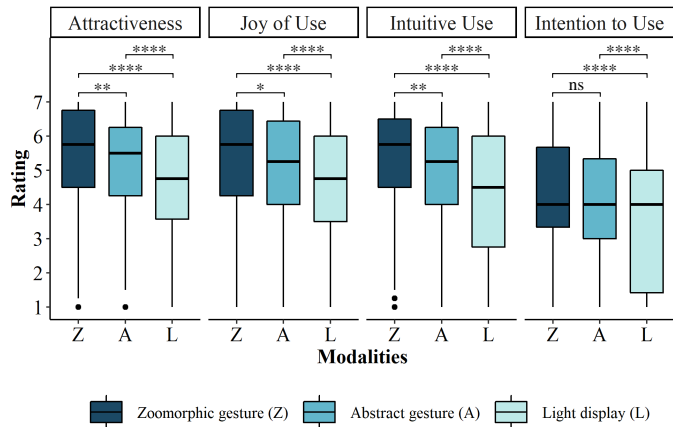 Attractiveness Joy of Use Intuitive Use Intention to Use
**** **** **** ****
**** **** **** ****
** * ** ns
7
6
5
4
3
2
1
Rating
Z A L Z A L Z A L Z A L
Modalities
Zoomorphic gesture (Z) Abstract gesture (A) Light display (L)